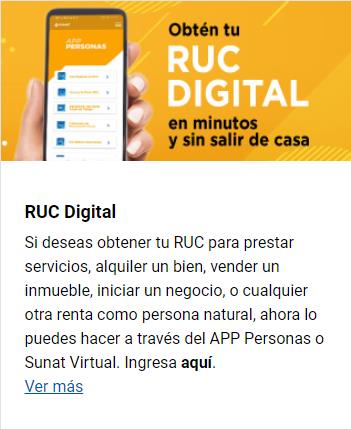 Obtén tu
RUC
DIGITAL
en minutos
y sin salir de casa
APP
PERSONAS
RUC Digital
Si deseas obtener tu RUC para prestar
servicios, alquiler un bien, vender un
inmueble, iniciar un negocio, o cualquier
otra renta como persona natural, ahora lo
puedes hacer a través del APP Personas o
Sunat Virtual. Ingresa aquí.
Ver más